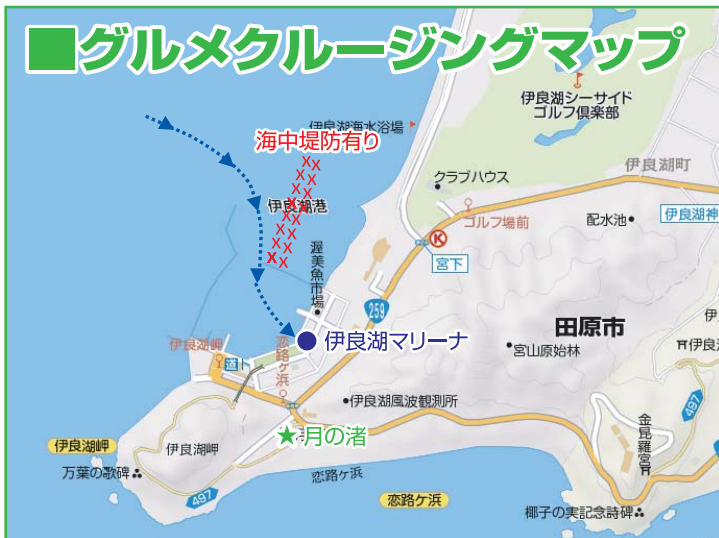 ■グルメクルージングマップ
伊良湖シーサイド
ゴルフ倶楽部
伊良湖海水浴場
海中堤防有り
伊良湖町
クラブハウス
伊良湖港
ゴルフ場前
配水池
伊良湖神
K
宮下
渥美魚市場
259
田原市
伊良湖マリーナ
宮山原始林
伊良湖岬
道の
恋路ヶ浜
伊良湖風波観測所
497
金毘羅宮
★月の渚
伊良湖岬
伊良湖岬
万葉の歌碑
恋路ヶ浜
497
恋路ヶ浜
椰子の実記念詩碑